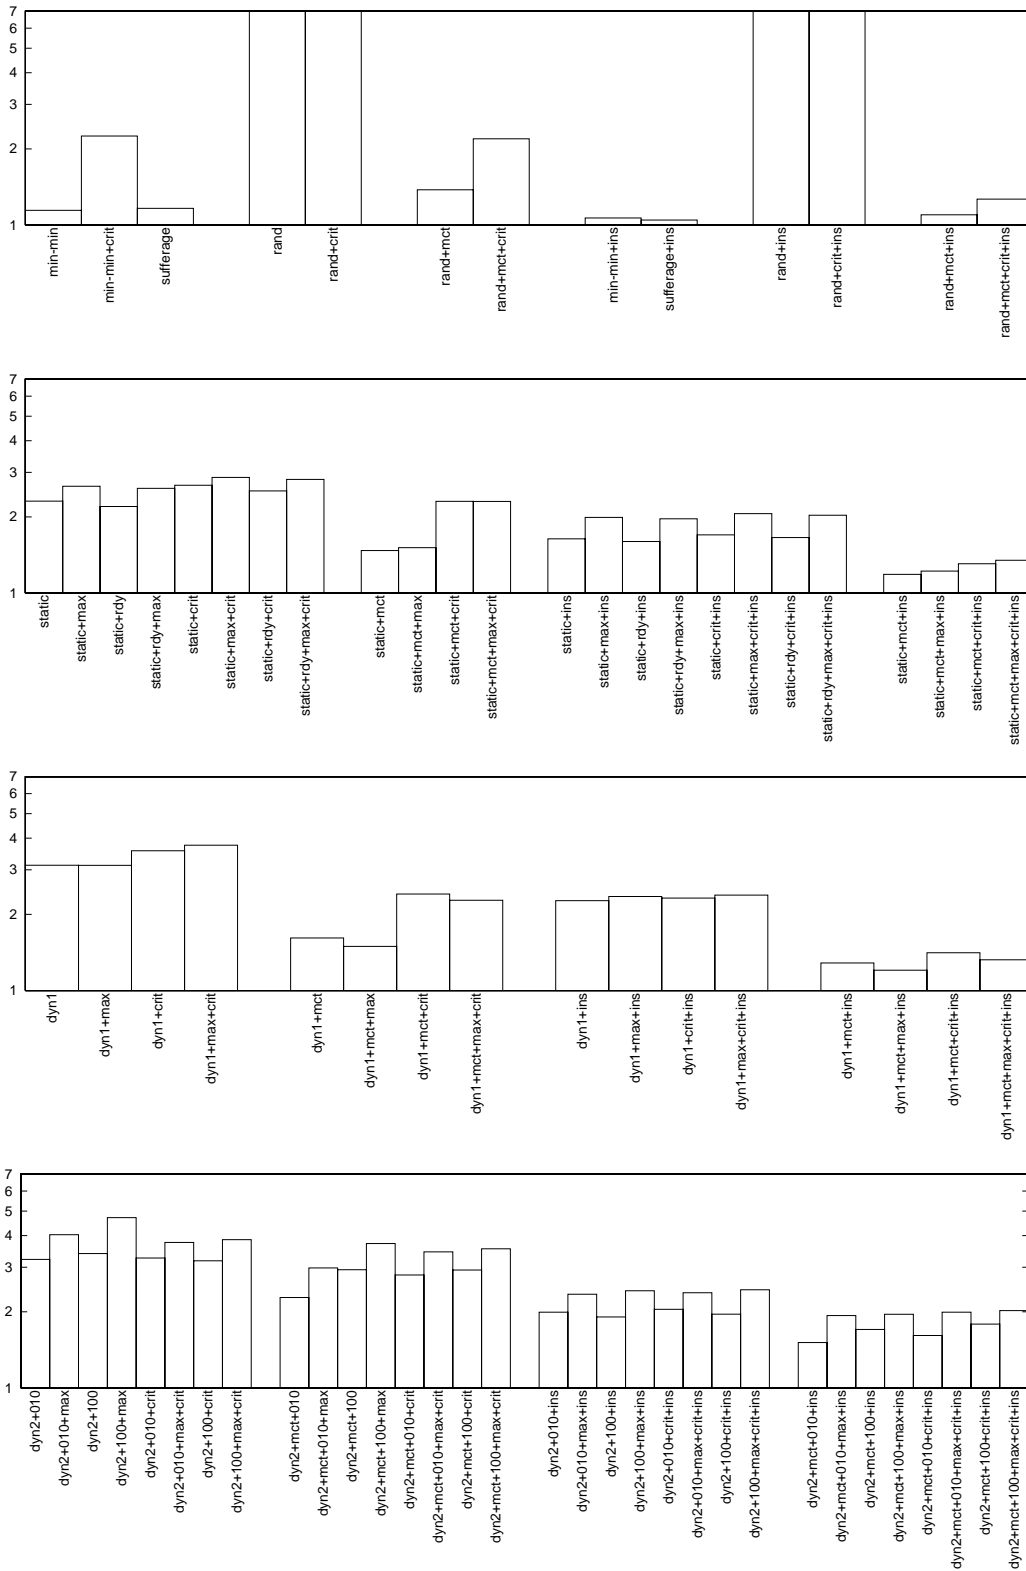 7
6
5
4
3
2
1
min-min
min-min+crit
sufferage
rand
rand+crit
rand+mct
rand+mct+crit
min-min+ins
sufferage+ins
rand+ins
rand+crit+ins
rand+mct+ins
rand+mct+crit+ins
7
6
5
4
3
2
1
static
static+max
static+rdy
static+rdy+max
static+crit
static+max+crit
static+rdy+crit
static+rdy+max+crit
static+mct
static+mct+max
static+mct+crit
static+mct+max+crit
static+ins
static+max+ins
static+rdy+ins
static+rdy+max+ins
static+crit+ins
static+max+crit+ins
static+rdy+crit+ins
static+rdy+max+crit+ins
static+mct+ins
static+mct+max+ins
static+mct+crit+ins
static+mct+max+crit+ins
7
6
5
4
3
2
1
dyn1
dyn1+max
dyn1+crit
dyn1+max+crit
dyn1+mct
dyn1+mct+max
dyn1+mct+crit
dyn1+mct+max+crit
dyn1+ins
dyn1+max+ins
dyn1+crit+ins
dyn1+max+crit+ins
dyn1+mct+ins
dyn1+mct+max+ins
dyn1+mct+crit+ins
dyn1+mct+max+crit+ins
7
6
5
4
3
2
1
dyn2+010
dyn2+010+max
dyn2+100
dyn2+100+max
dyn2+010+crit
dyn2+010+max+crit
dyn2+100+crit
dyn2+100+max+crit
dyn2+mct+010
dyn2+mct+010+max
dyn2+mct+100
dyn2+mct+100+max
dyn2+mct+010+crit
dyn2+mct+010+max+crit
dyn2+mct+100+crit
dyn2+mct+100+max+crit
dyn2+010+ins
dyn2+010+max+ins
dyn2+100+ins
dyn2+100+max+ins
dyn2+010+crit+ins
dyn2+010+max+crit+ins
dyn2+100+crit+ins
dyn2+100+max+crit+ins
dyn2+mct+010+ins
dyn2+mct+010+max+ins
dyn2+mct+100+ins
dyn2+mct+100+max+ins
dyn2+mct+010+crit+ins
dyn2+mct+010+max+crit+ins
dyn2+mct+100+crit+ins
dyn2+mct+100+max+crit+ins